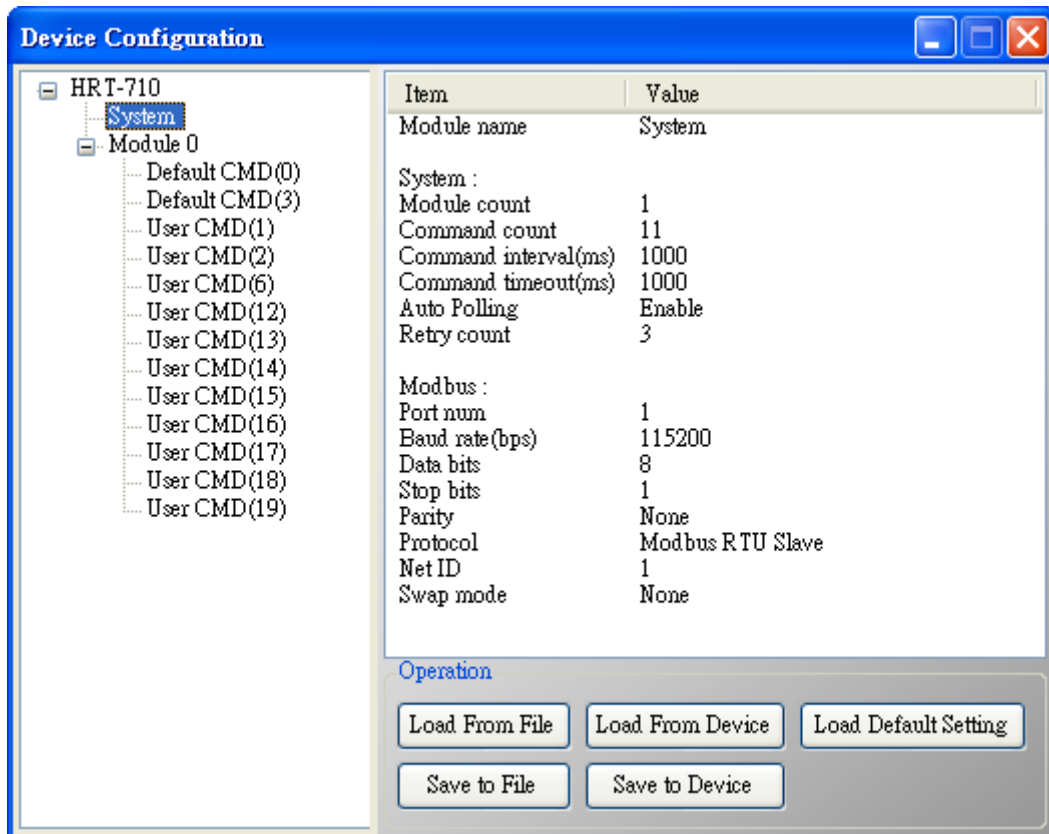 Device Configuration
HRT-710
System
Module 0
Default CMD(0)
Default CMD(3)
User CMD(1)
User CMD(2)
User CMD(6)
User CMD(12)
User CMD(13)
User CMD(14)
User CMD(15)
User CMD(16)
User CMD(17)
User CMD(18)
User CMD(19)
Item Value
Module name System
System :
Module count 1
Command count 11
Command interval(ms) 1000
Command timeout(ms) 1000
Auto Polling Enable
Retry count 3
Modbus :
Port num 1
Baud rate(bps) 115200
Data bits 8
Stop bits 1
Parity None
Protocol Modbus RTU Slave
Net ID 1
Swap mode None
Operation
Load From File Load From Device Load Default Setting
Save to File Save to Device